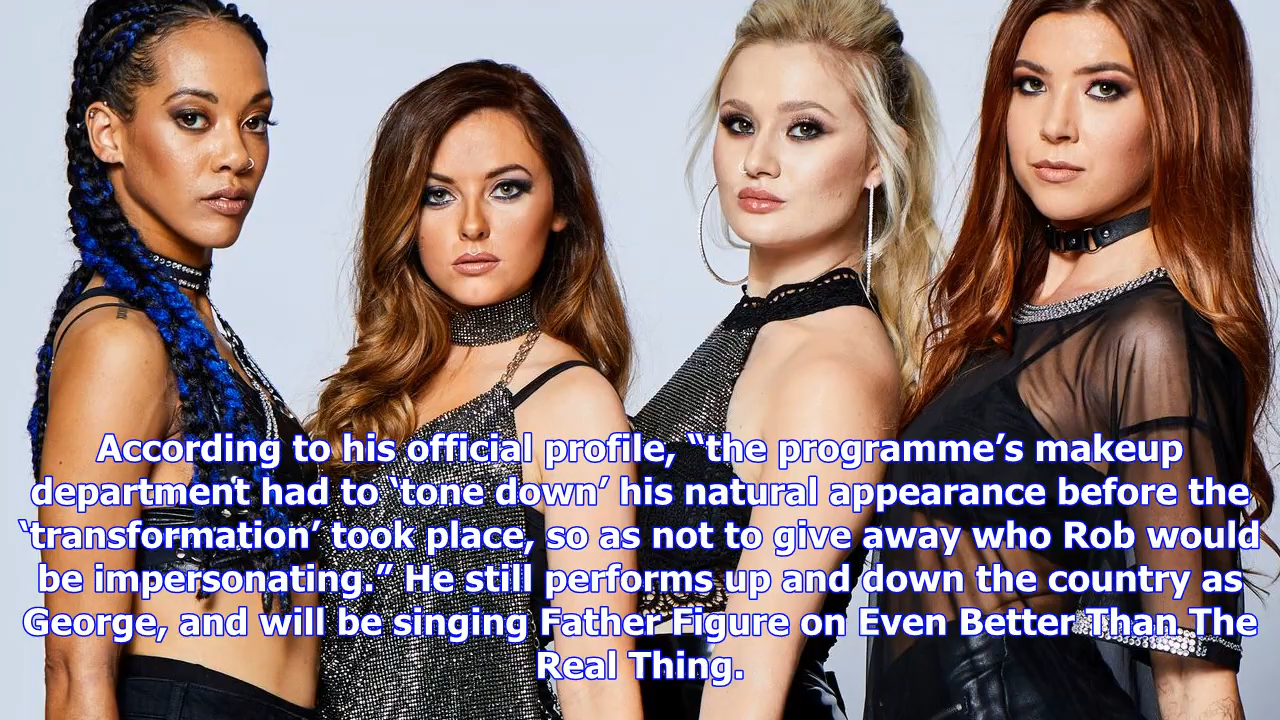 According to his official profile, “the programme’s makeup
department had to ‘tone down’ his natural appearance before the
‘transformation’ took place, so as not to give away who Rob would
be impersonating.” He still performs up and down the country as
George, and will be singing Father Figure on Even Better Than The
Real Thing.